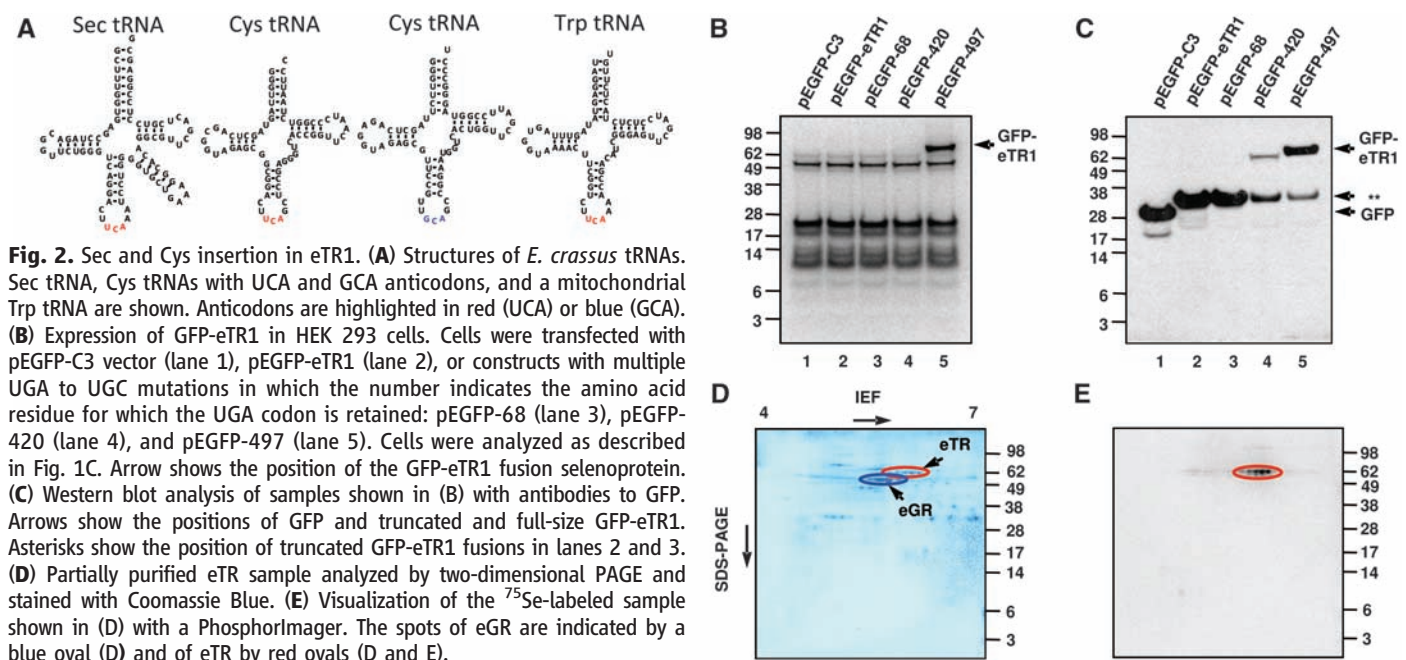 A
Sec tRNA
Cys tRNA
Cys tRNA
Trp tRNA
Fig. 2. Sec and Cys insertion in eTR1. (A) Structures of E. crassus tRNAs.
Sec tRNA, Cys tRNAs with UCA and GCA anticodons, and a mitochondrial
Trp tRNA are shown. Anticodons are highlighted in red (UCA) or blue (GCA).
(B) Expression of GFP-eTR1 in HEK 293 cells. Cells were transfected with
pEGFP-C3 vector (lane 1), pEGFP-eTR1 (lane 2), or constructs with multiple
UGA to UGC mutations in which the number indicates the amino acid
residue for which the UGA codon is retained: pEGFP-68 (lane 3), pEGFP-
420 (lane 4), and pEGFP-497 (lane 5). Cells were analyzed as described
in Fig. 1C. Arrow shows the position of the GFP-eTR1 fusion selenoprotein.
(C) Western blot analysis of samples shown in (B) with antibodies to GFP.
Arrows show the positions of GFP and truncated and full-size GFP-eTR1.
Asterisks show the position of truncated GFP-eTR1 fusions in lanes 2 and 3.
(D) Partially purified eTR sample analyzed by two-dimensional PAGE and
stained with Coomassie Blue. (E) Visualization of the 75Se-labeled sample
shown in (D) with a PhosphorImager. The spots of eGR are indicated by a
blue oval (D) and of eTR by red ovals (D and E).
B
pEGFP-C3
pEGFP-eTR1
pEGFP-68
pEGFP-420
pEGFP-497
98
62
49
38
28
17
14
6
3
GFP-
eTR1
1 2 3 4 5
C
pEGFP-C3
pEGFP-eTR1
pEGFP-68
pEGFP-420
pEGFP-497
98
62
49
38
28
17
14
6
3
GFP-
eTR1
**
GFP
1 2 3 4 5
D
4 IEF 7
SDS-PAGE
eTR
eGR
98
62
49
38
28
17
14
6
3
E
98
62
49
38
28
17
14
6
3